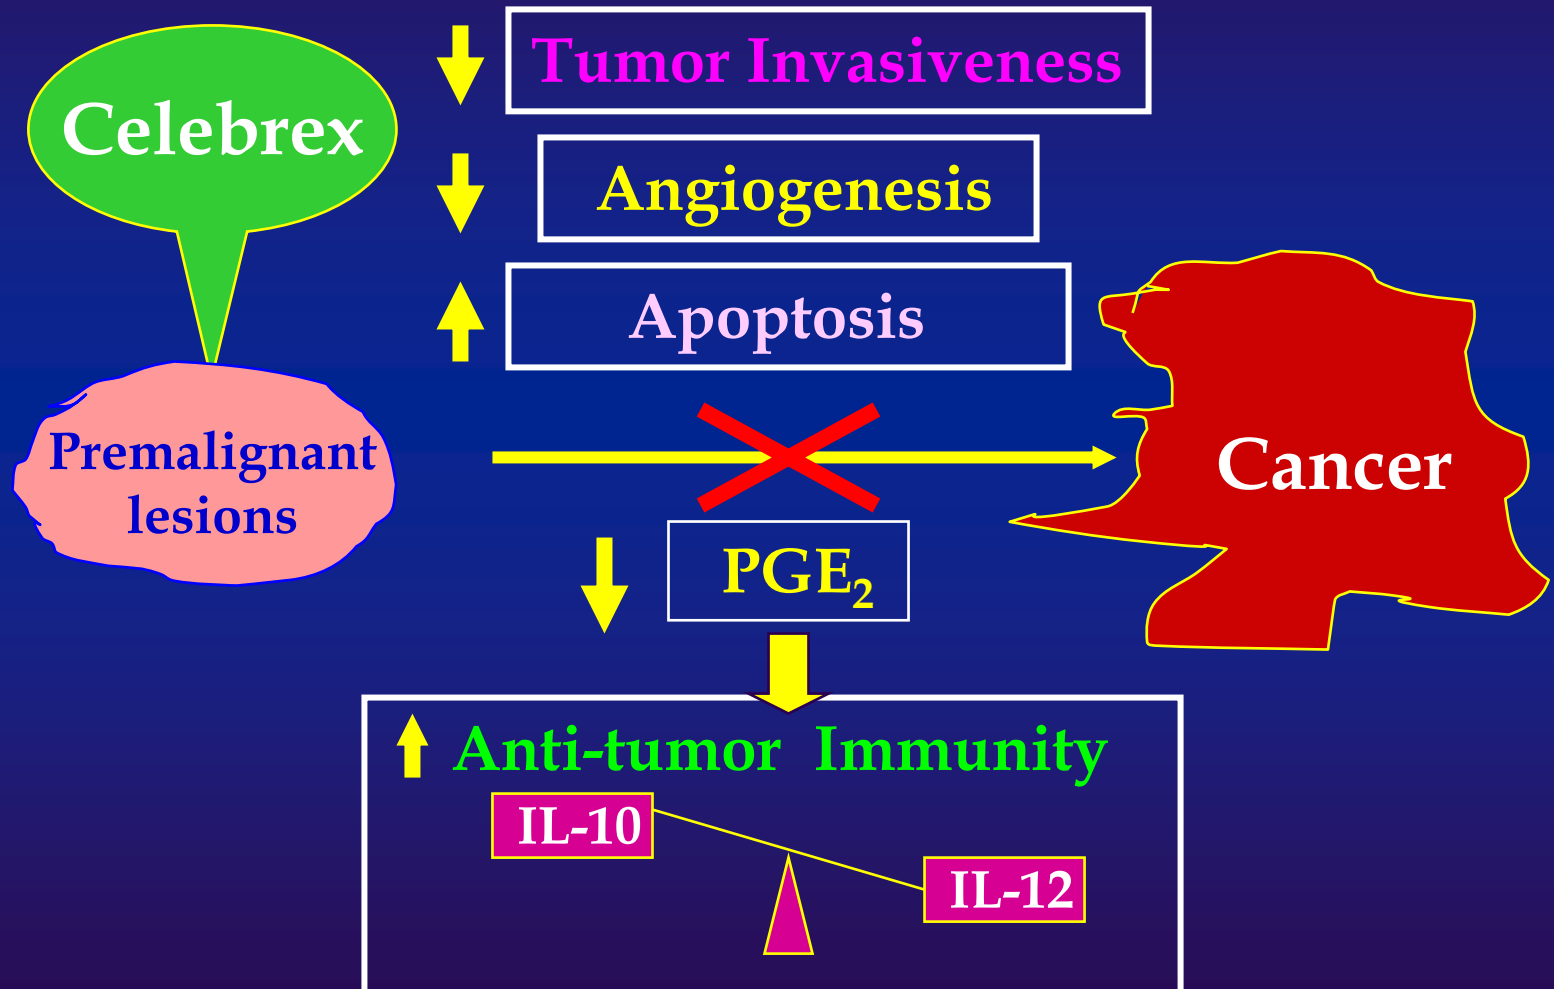 Celebrex
Tumor Invasiveness
Angiogenesis
Apoptosis
Premalignant
lesions
Cancer
PGE₂
Anti-tumor Immunity
IL-10
IL-12